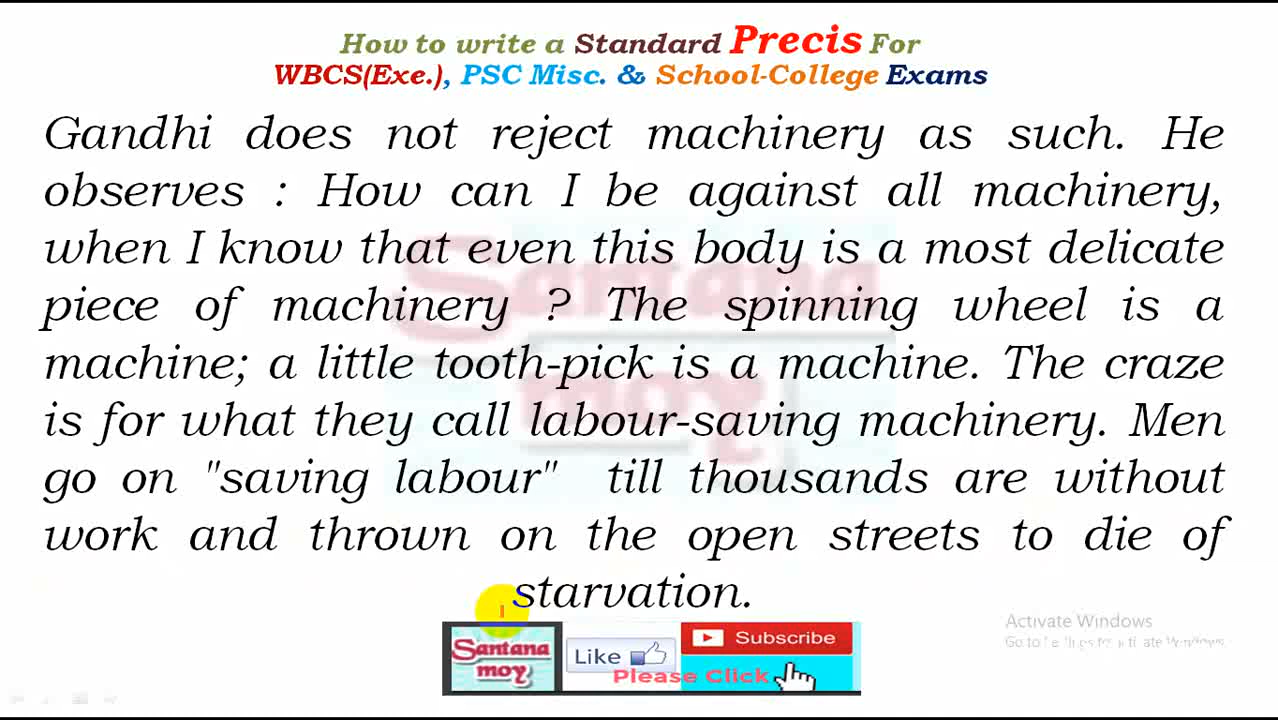 How to write a Standard Precis For
WBCS(Exe.), PSC Misc. & School-College Exams
Gandhi does not reject machinery as such. He
observes : How can I be against all machinery,
when I know that even this body is a most delicate
piece of machinery ? The spinning wheel is a
machine; a little tooth-pick is a machine. The craze
is for what they call labour-saving machinery. Men
go on "saving labour" till thousands are without
work and thrown on the open streets to die of
starvation.
Santana
moy
Santana
moy
Like
Subscribe
Please Click
Activate Windows
Go to